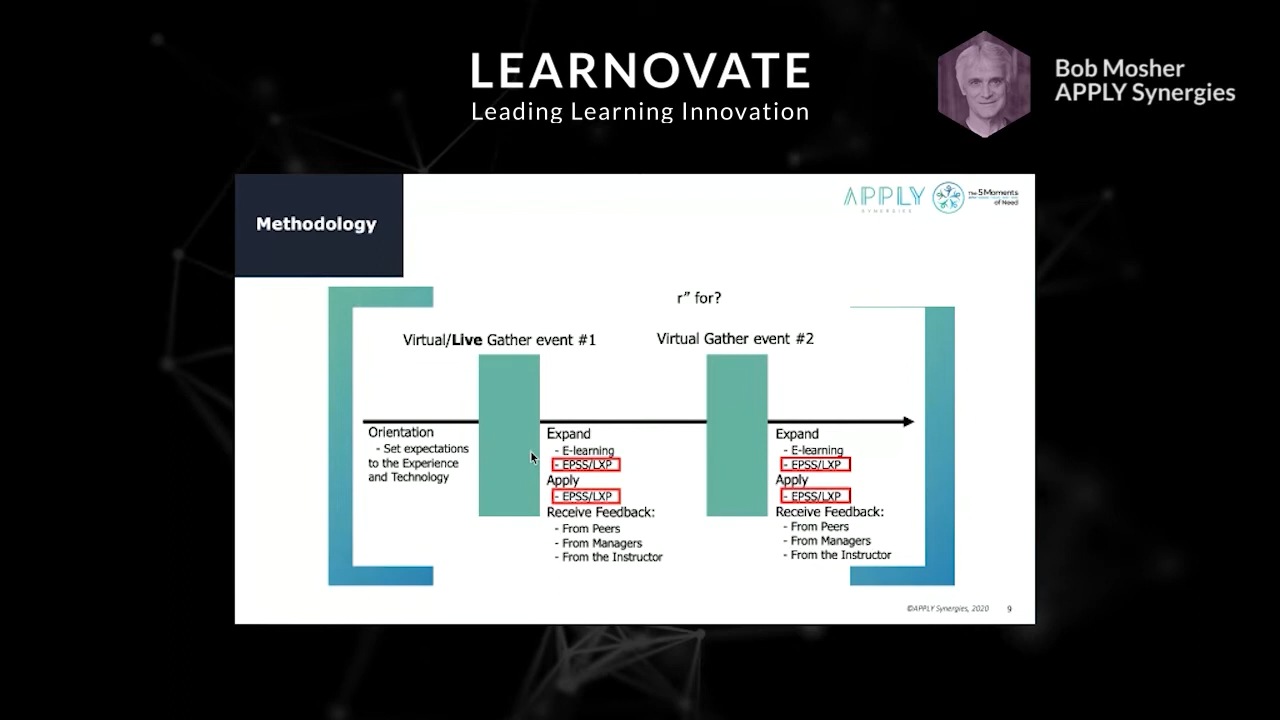 LEARNOVATE
Leading Learning Innovation
Bob Mosher
APPLY Synergies
Methodology
APPLY
SYNERGIES
The 5 Moments
of Need
r” for?
Virtual/Live Gather event #1
Virtual Gather event #2
Orientation
- Set expectations
to the Experience
and Technology
Expand
- E-learning
- EPSS/LXP
Apply
- EPSS/LXP
Receive Feedback:
- From Peers
- From Managers
- From the Instructor
Expand
- E-learning
- EPSS/LXP
Apply
- EPSS/LXP
Receive Feedback:
- From Peers
- From Managers
- From the Instructor
©APPLY Synergies, 2020
9